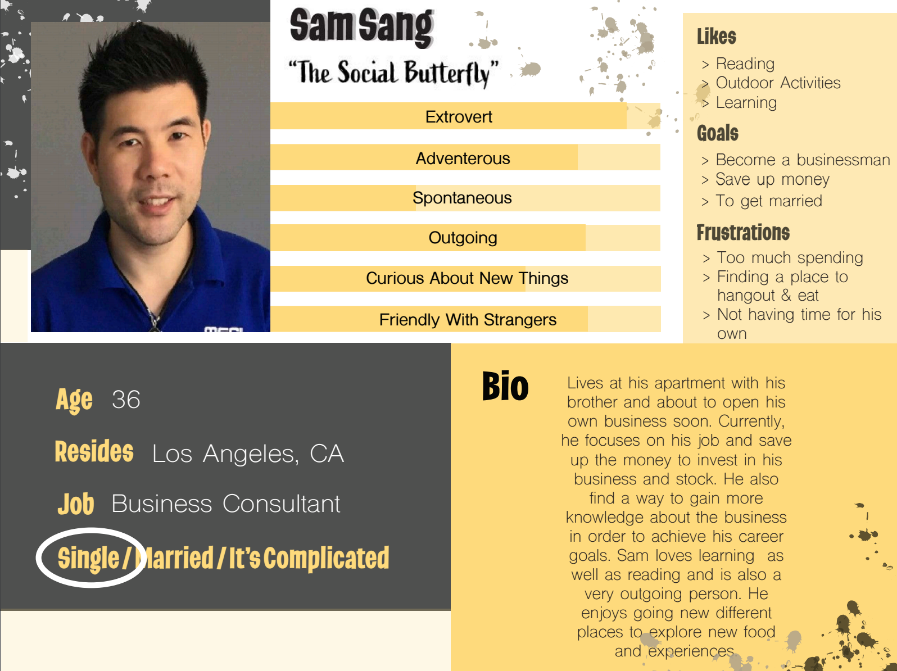 Sam Sang
“The Social Butterfly”
Extrovert
Adventerous
Spontaneous
Outgoing
Curious About New Things
Friendly With Strangers
Likes
> Reading
> Outdoor Activities
> Learning
Goals
> Become a businessman
> Save up money
> To get married
Frustrations
> Too much spending
> Finding a place to
hangout & eat
> Not having time for his
own
Age 36
Resides Los Angeles, CA
Job Business Consultant
Single / Married / It's Complicated
Bio
Lives at his apartment with his
brother and about to open his
own business soon. Currently,
he focuses on his job and save
up the money to invest in his
business and stock. He also
find a way to gain more
knowledge about the business
in order to achieve his career
goals. Sam loves learning as
well as reading and is also a
very outgoing person. He
enjoys going new different
places to explore new food
and experiences.